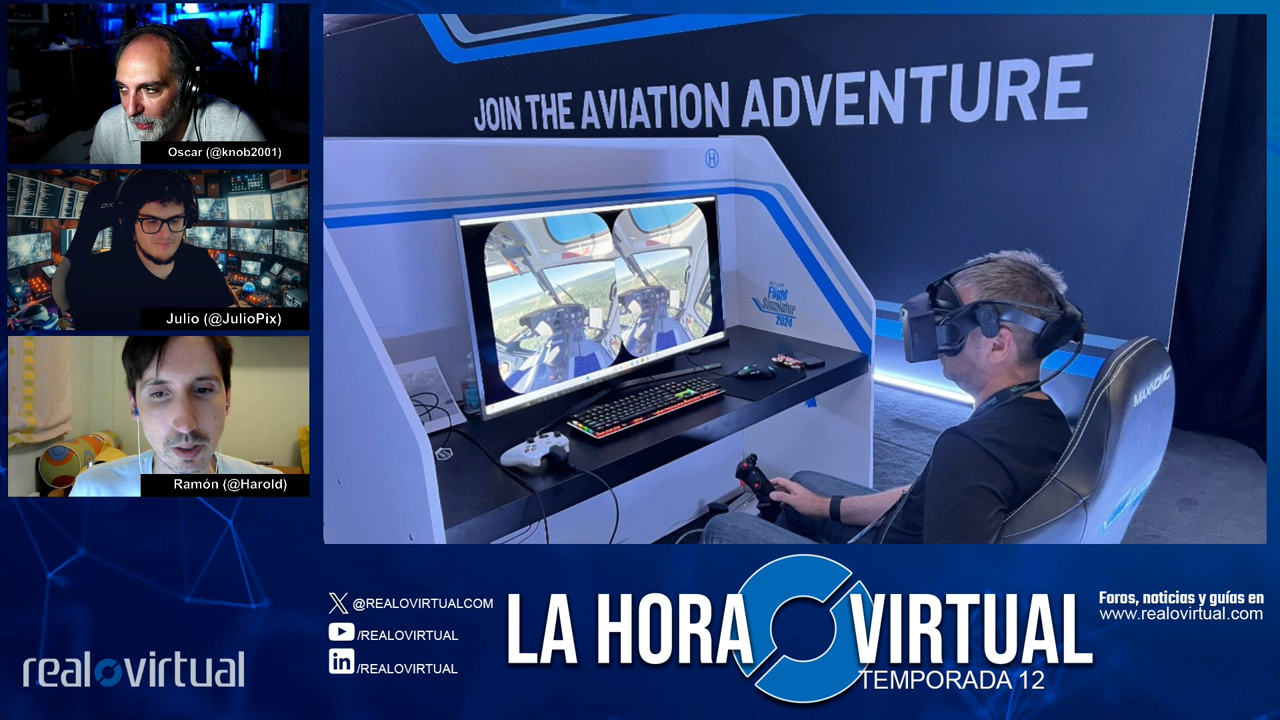 Oscar (@knob2001)
Julio (@JulioPix)
Ramón (@Harold)
JOIN THE AVIATION ADVENTURE
H
Flight
Simulator
2024
MAXNOMIC
@REALOVIRTUALCOM
/REALOVIRTUAL
/REALOVIRTUAL
LA HORA VIRTUAL
TEMPORADA 12
Foros, noticias y guías en
www.realovirtual.com
realovirtual